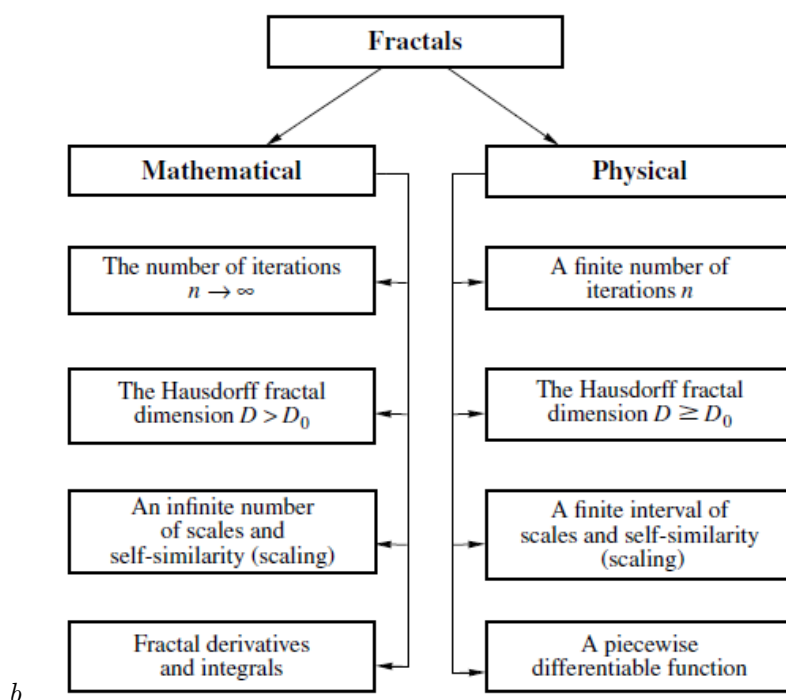 Fractals
Mathematical
Physical
The number of iterations
n → ∞
A finite number of
iterations n
The Hausdorff fractal
dimension D > D₀
The Hausdorff fractal
dimension D ≥ D₀
An infinite number
of scales and
self-similarity (scaling)
A finite interval of
scales and self-similarity
(scaling)
Fractal derivatives
and integrals
A piecewise
differentiable function
b